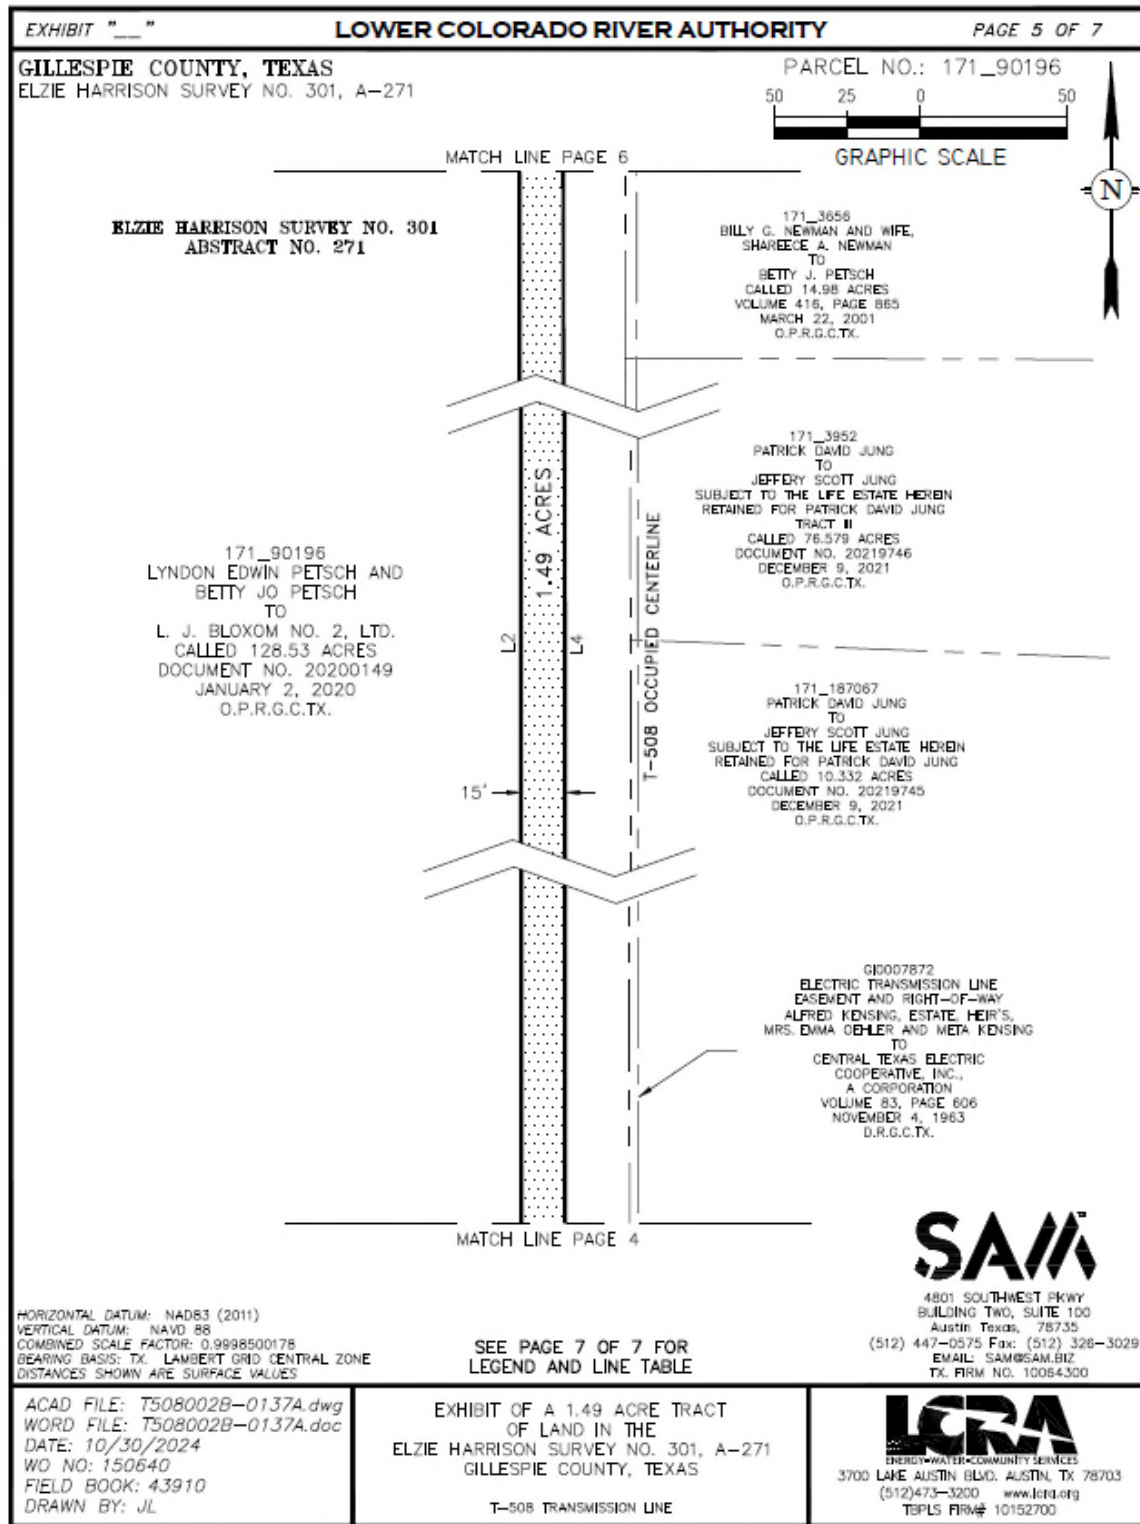 EXHIBIT "__"
LOWER COLORADO RIVER AUTHORITY
PAGE 5 OF 7
GILLESPIE COUNTY, TEXAS
ELZIE HARRISON SURVEY NO. 301, A-271
PARCEL NO.: 171_90196
50 25 0 50
GRAPHIC SCALE
N
MATCH LINE PAGE 6
ELZIE HARRISON SURVEY NO. 301
ABSTRACT NO. 271
171_3656
BILLY G. NEWMAN AND WIFE,
SHAREECE A. NEWMAN
TO
BETTY J. PETSCH
CALLED 14.98 ACRES
VOLUME 416, PAGE 865
MARCH 22, 2001
O.P.R.G.C.TX.
171_3952
PATRICK DAVID JUNG
TO
JEFFERY SCOTT JUNG
SUBJECT TO THE LIFE ESTATE HEREIN
RETAINED FOR PATRICK DAVID JUNG
TRACT II
CALLED 76.579 ACRES
DOCUMENT NO. 20219746
DECEMBER 9, 2021
O.P.R.G.C.TX.
1.49 ACRES
T-508 OCCUPIED CENTERLINE
171_90196
LYNDON EDWIN PETSCH AND
BETTY JO PETSCH
TO
L. J. BLOXOM NO. 2, LTD.
CALLED 128.53 ACRES
DOCUMENT NO. 20200149
JANUARY 2, 2020
O.P.R.G.C.TX.
L2
L4
171_187067
PATRICK DAVID JUNG
TO
JEFFERY SCOTT JUNG
SUBJECT TO THE LIFE ESTATE HEREIN
RETAINED FOR PATRICK DAVID JUNG
CALLED 10.332 ACRES
DOCUMENT NO. 20219745
DECEMBER 9, 2021
O.P.R.G.C.TX.
15'
GI0007872
ELECTRIC TRANSMISSION LINE
EASEMENT AND RIGHT-OF-WAY
ALFRED KENSING, ESTATE, HEIR'S,
MRS. EMMA OEHLER AND META KENSING
TO
CENTRAL TEXAS ELECTRIC
COOPERATIVE, INC.,
A CORPORATION
VOLUME 83, PAGE 606
NOVEMBER 4, 1963
D.R.G.C.TX.
MATCH LINE PAGE 4
SAM
4801 SOUTHWEST PKWY
BUILDING TWO, SUITE 100
Austin Texas, 78735
(512) 447-0575 Fax: (512) 326-3029
EMAIL: SAM@SAM.BIZ
TX. FIRM NO. 10064300
HORIZONTAL DATUM: NAD83 (2011)
VERTICAL DATUM: NAVD 88
COMBINED SCALE FACTOR: 0.9998500178
BEARING BASIS: TX. LAMBERT GRID CENTRAL ZONE
DISTANCES SHOWN ARE SURFACE VALUES
SEE PAGE 7 OF 7 FOR
LEGEND AND LINE TABLE
ACAD FILE: T508002B-0137A.dwg
WORD FILE: T508002B-0137A.doc
DATE: 10/30/2024
WO NO: 150640
FIELD BOOK: 43910
DRAWN BY: JL
EXHIBIT OF A 1.49 ACRE TRACT
OF LAND IN THE
ELZIE HARRISON SURVEY NO. 301, A-271
GILLESPIE COUNTY, TEXAS
T-508 TRANSMISSION LINE
LCRA
ENERGY•WATER•COMMUNITY SERVICES
3700 LAKE AUSTIN BLVD. AUSTIN, TX 78703
(512)473-3200 www.lcra.org
TBPLS FIRM# 10152700